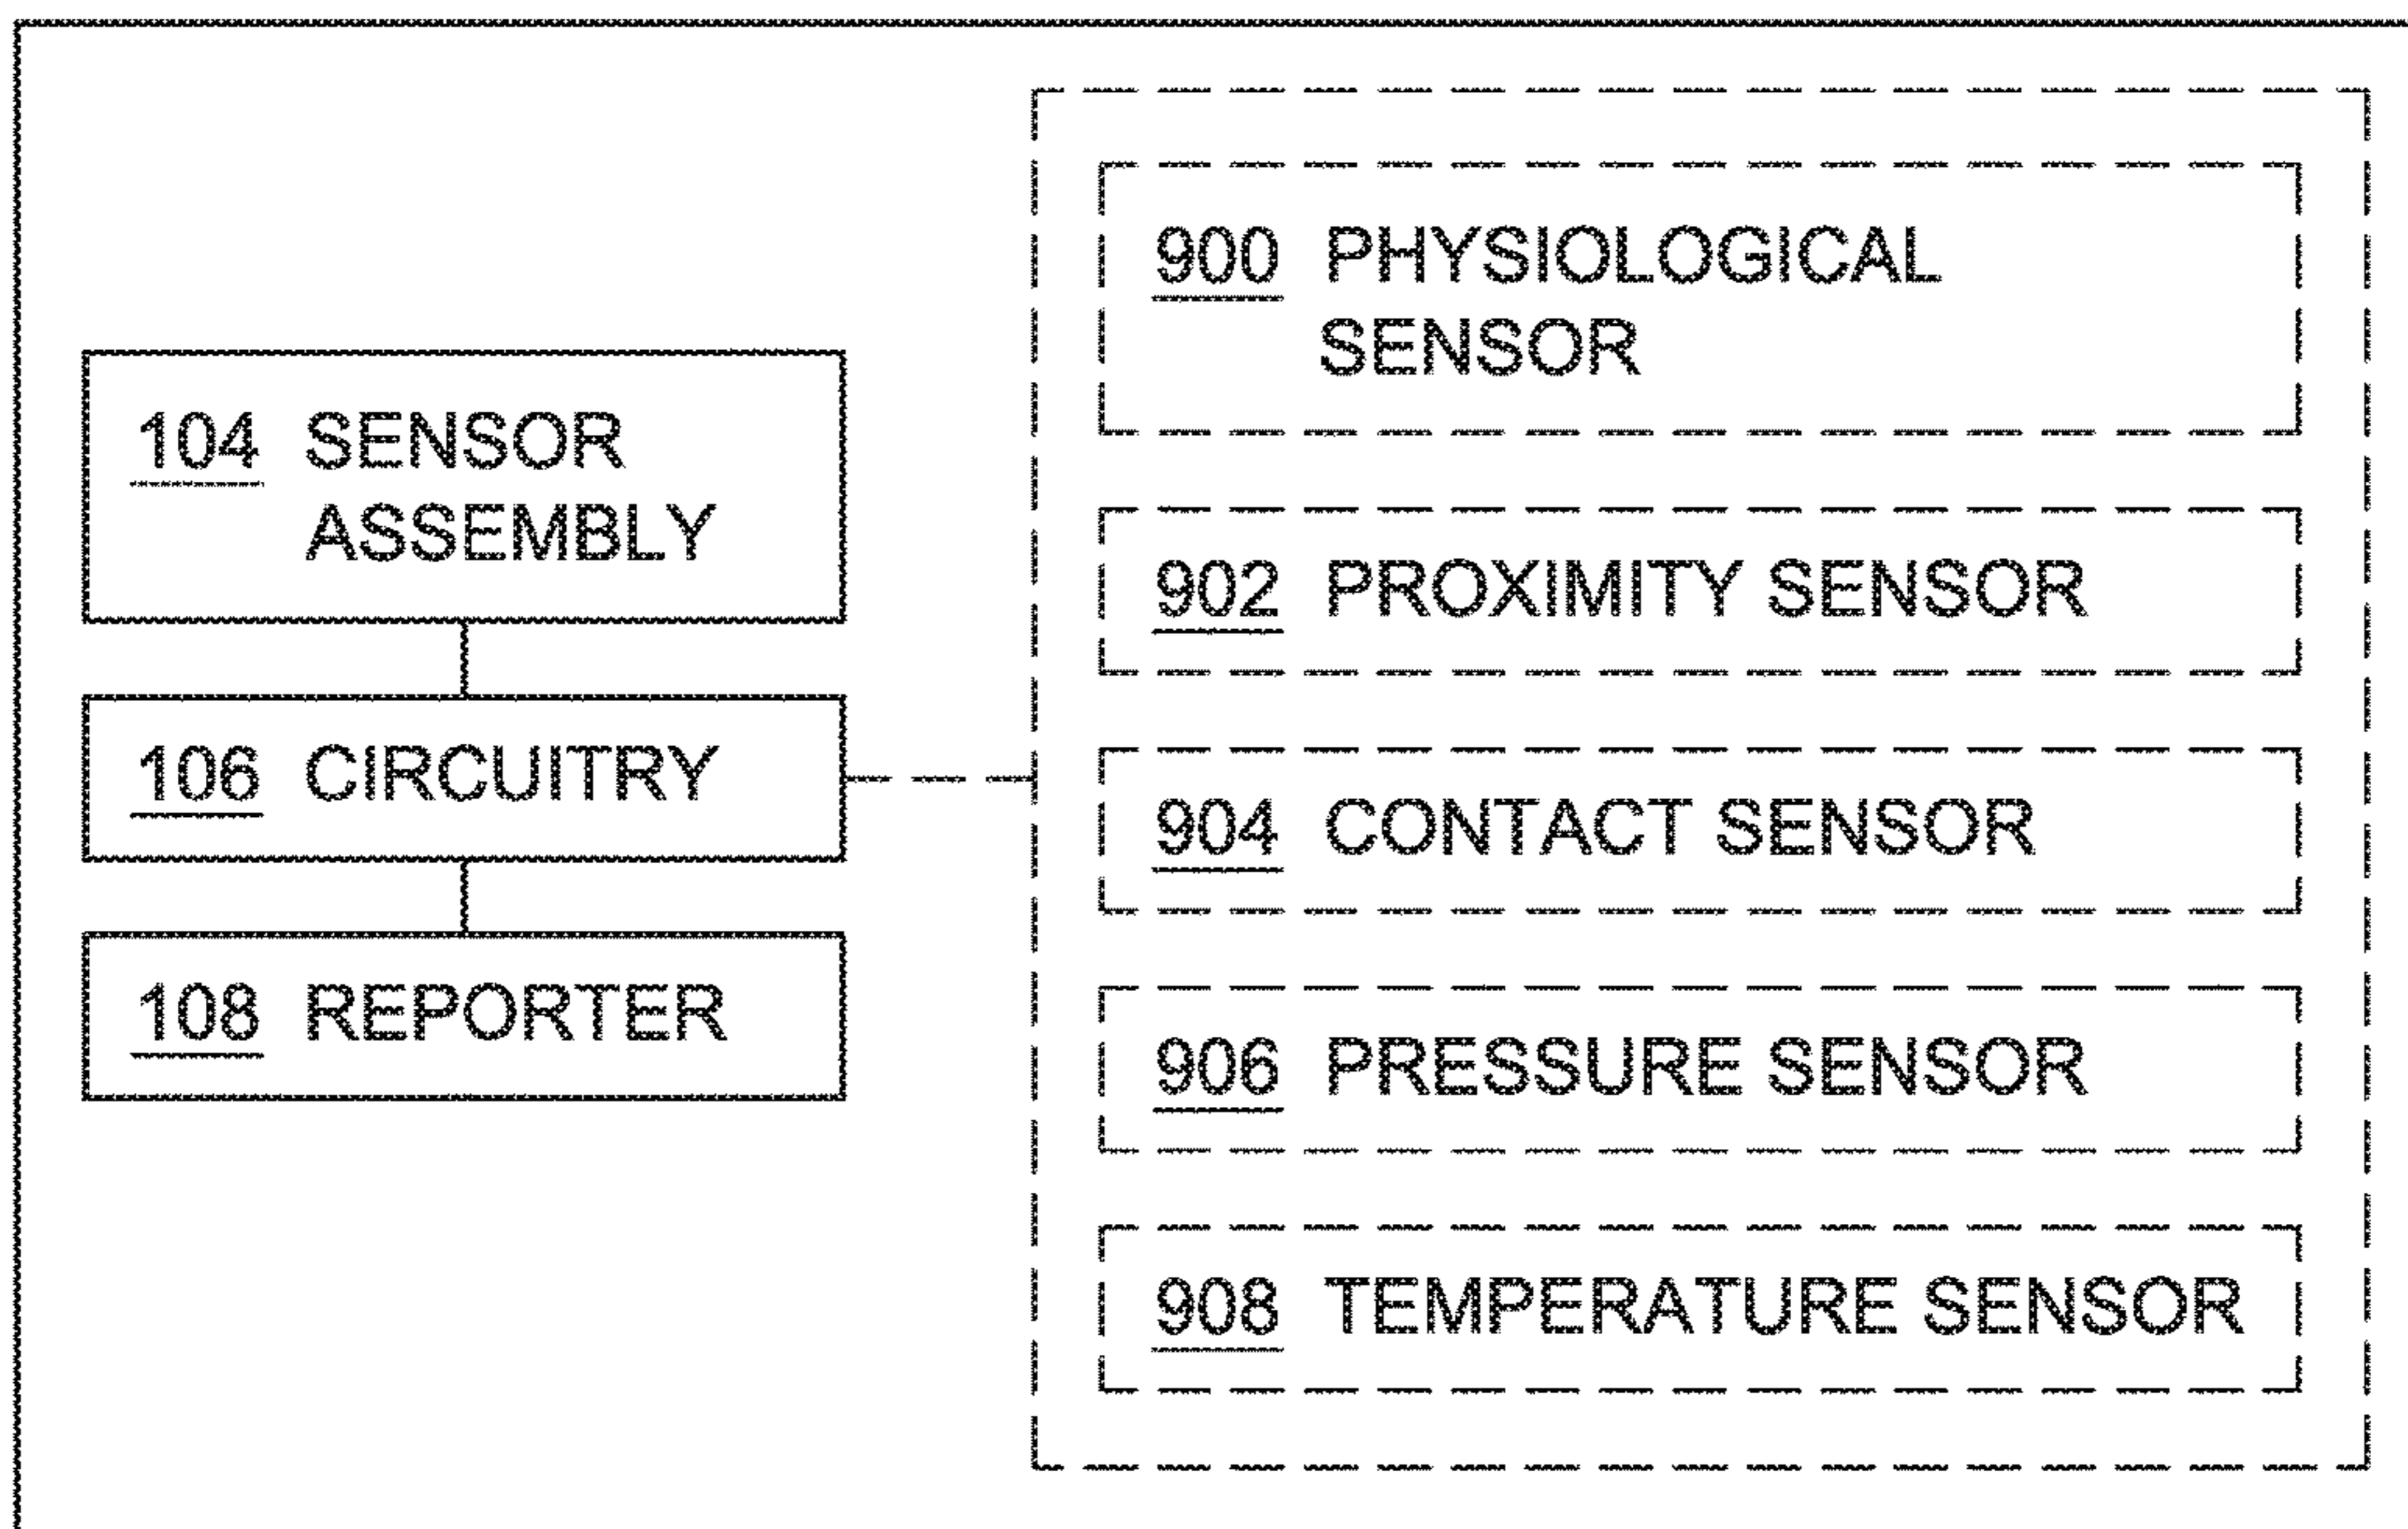 104 SENSOR
ASSEMBLY
106 CIRCUITRY
108 REPORTER
900 PHYSIOLOGICAL
SENSOR
902 PROXIMITY SENSOR
904 CONTACT SENSOR
906 PRESSURE SENSOR
908 TEMPERATURE SENSOR